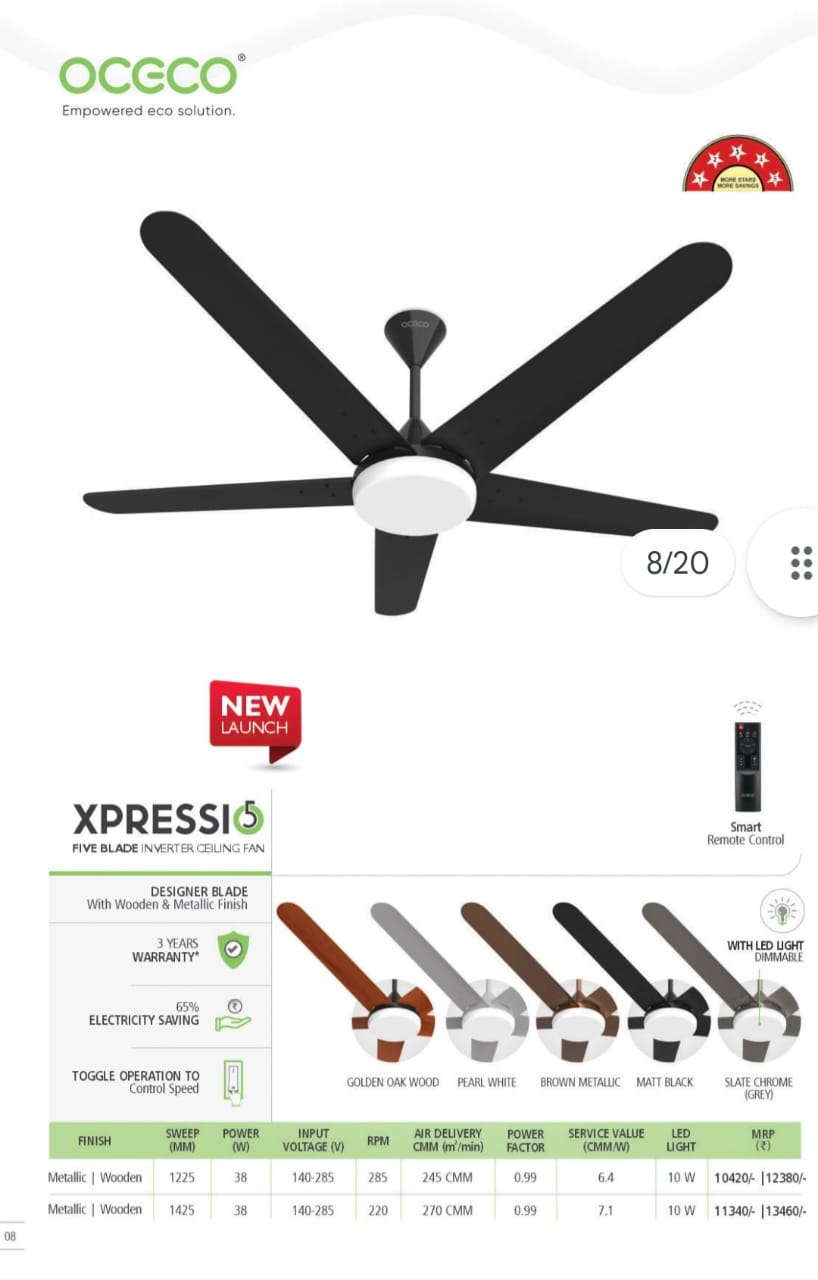 OCECO®
Empowered eco solution.
MORE STARS
MORE SAVINGS
OCECO
8/20
NEW
LAUNCH
XPRESSIO5
FIVE BLADE INVERTER CEILING FAN
Smart
Remote Control
DESIGNER BLADE
With Wooden & Metallic Finish
3 YEARS
WARRANTY*
65%
ELECTRICITY SAVING
₹
TOGGLE OPERATION TO
Control Speed
WITH LED LIGHT
DIMMABLE
GOLDEN OAK WOOD PEARL WHITE BROWN METALLIC MATT BLACK SLATE CHROME
(GREY)
FINISH SWEEP (MM) POWER (W) INPUT VOLTAGE (V) RPM AIR DELIVERY CMM (m³/min) POWER FACTOR SERVICE VALUE (CMM/W) LED LIGHT MRP (₹)
Metallic | Wooden 1225 38 140-285 285 245 CMM 0.99 6.4 10 W 10420/- |12380/-
Metallic | Wooden 1425 38 140-285 220 270 CMM 0.99 7.1 10 W 11340/- |13460/-
08